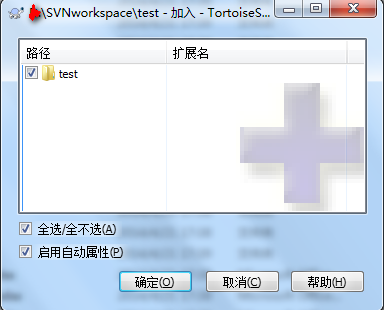 \SVNworkspace\test - 加入 - TortoiseS...
路径 扩展名
test
全选/全不选(A)
启用自动属性(P)
确定(O) 取消(C) 帮助(H)